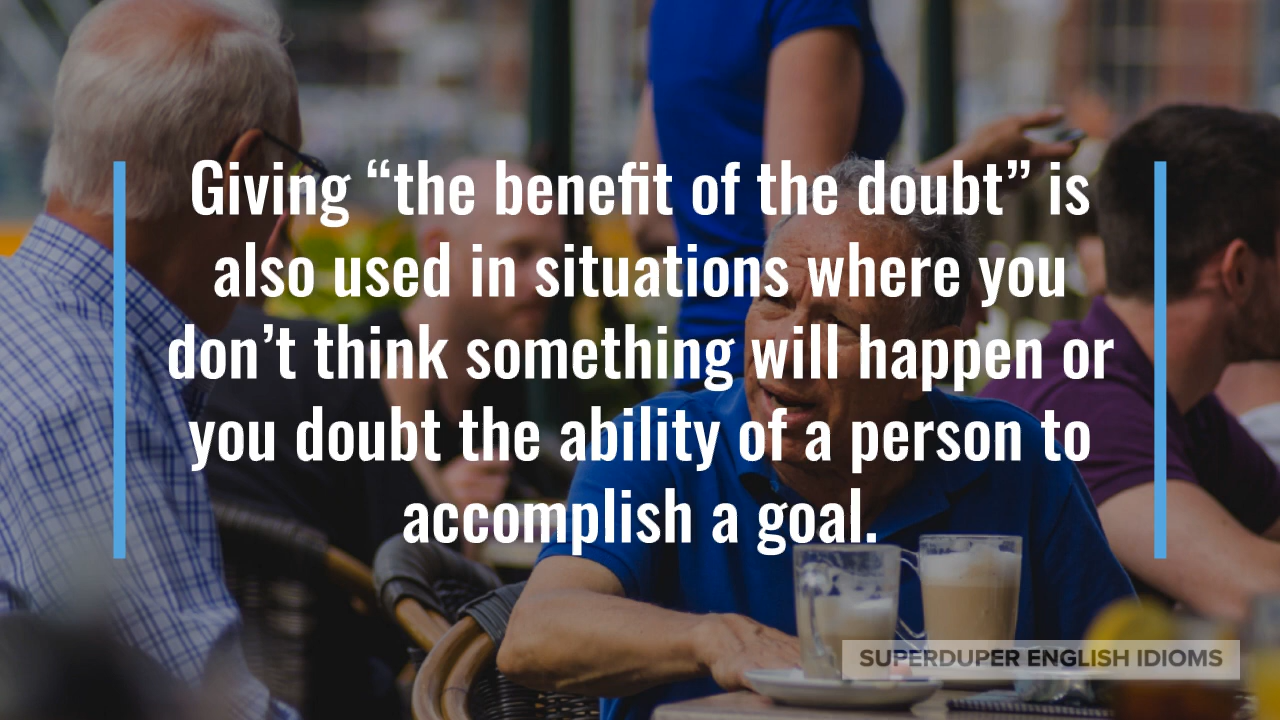 Giving “the benefit of the doubt” is
also used in situations where you
don’t think something will happen or
you doubt the ability of a person to
accomplish a goal.
SUPERDUPER ENGLISH IDIOMS